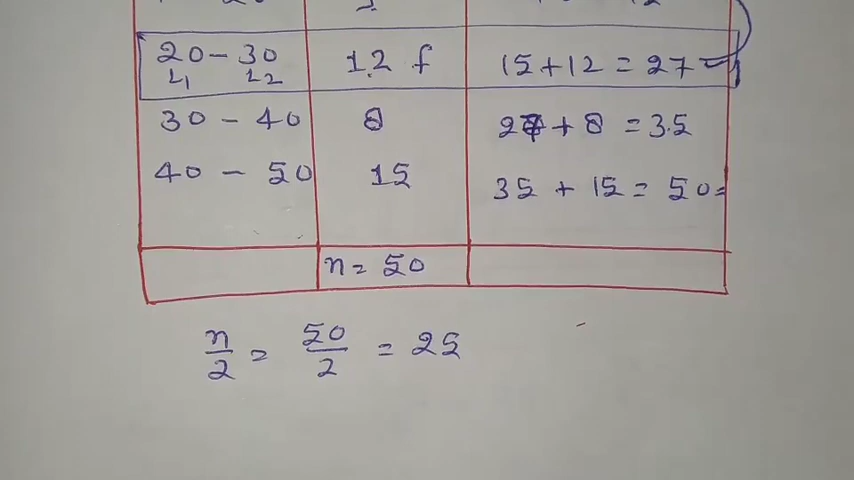 20-30 12 f 15+12=27
L1 L2
30-40 8 27+8=35
40-50 15 35+15=50=
n=50
n/2 = 50/2 = 25